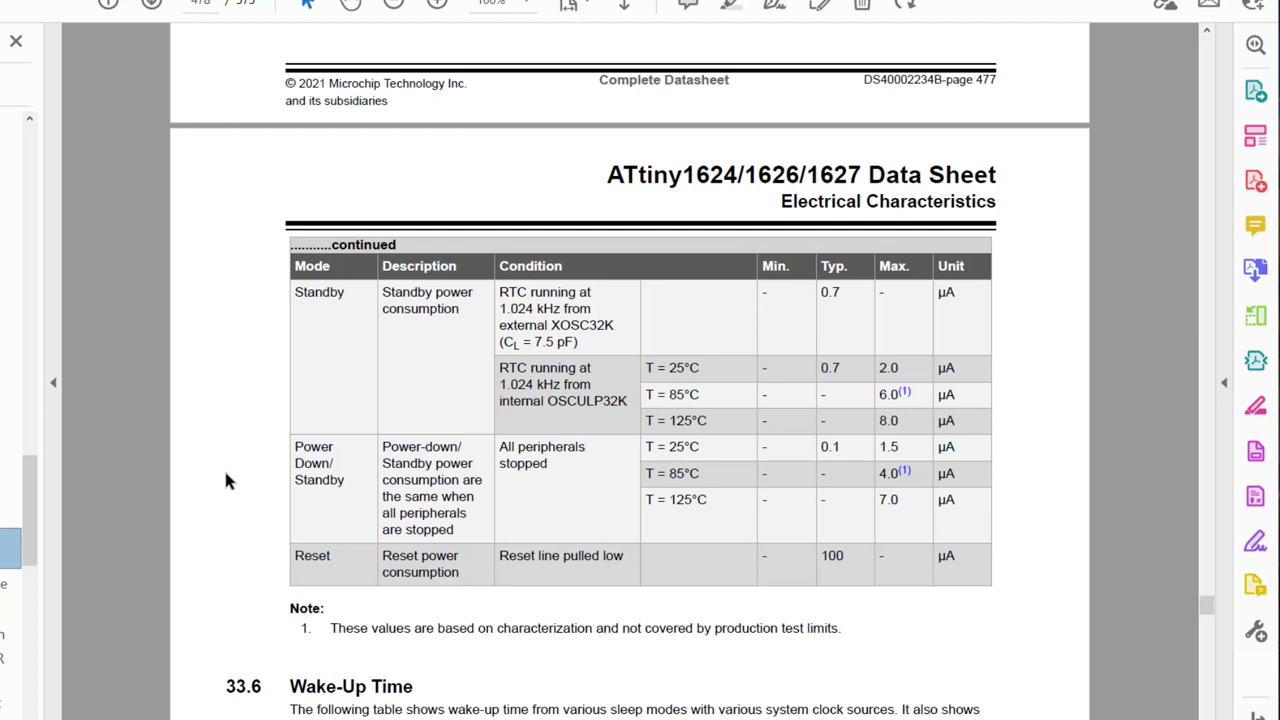 478 / 573
100%
© 2021 Microchip Technology Inc. Complete Datasheet DS40002234B-page 477
and its subsidiaries
ATtiny1624/1626/1627 Data Sheet
Electrical Characteristics
...........continued
Mode Description Condition Min. Typ. Max. Unit
Standby Standby power consumption RTC running at 1.024 kHz from external XOSC32K (CL = 7.5 pF) - 0.7 - µA
RTC running at 1.024 kHz from internal OSCULP32K T = 25°C - 0.7 2.0 µA
T = 85°C - - 6.0(1) µA
T = 125°C - - 8.0 µA
Power Down/ Standby Power-down/ Standby power consumption are the same when all peripherals are stopped All peripherals stopped T = 25°C - 0.1 1.5 µA
T = 85°C - - 4.0(1) µA
T = 125°C - - 7.0 µA
Reset Reset power consumption Reset line pulled low - 100 - µA
Note:
1. These values are based on characterization and not covered by production test limits.
33.6 Wake-Up Time
The following table shows wake-up time from various sleep modes with various system clock sources. It also shows